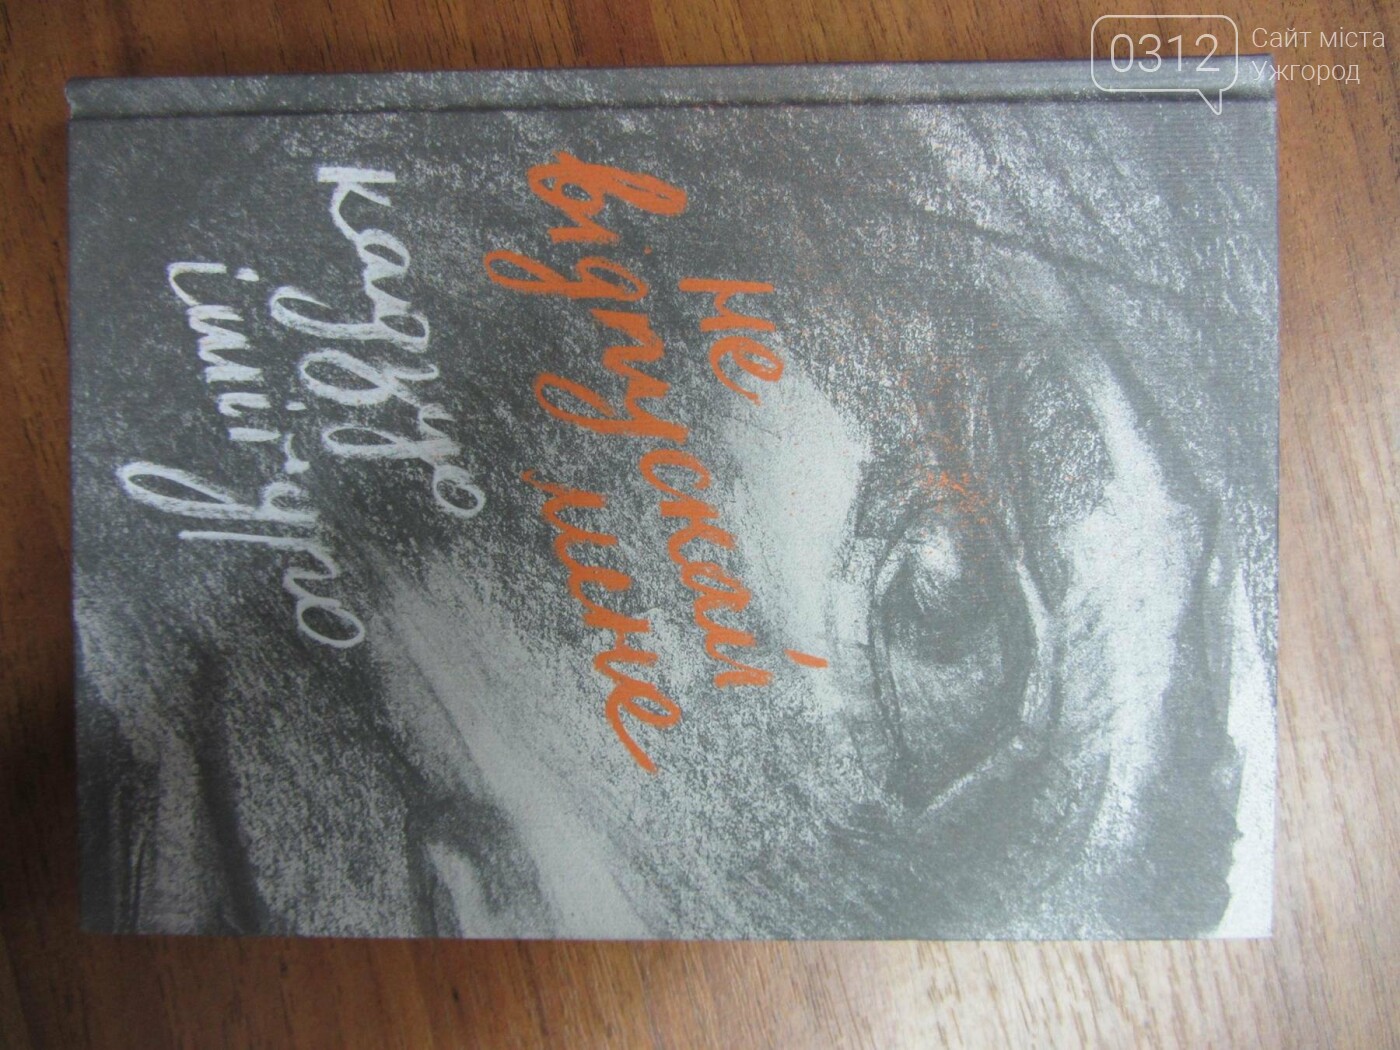 0312
Сайт міста
Ужгород
не
відпускай
мене
кадзуо
ішіґуро